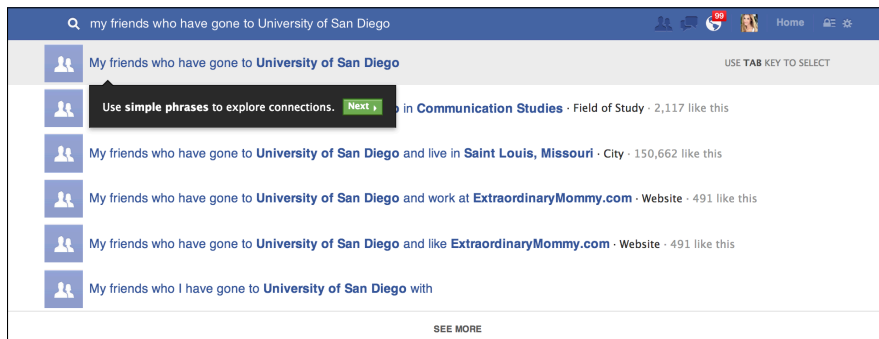 my friends who have gone to University of San Diego
99
Home
My friends who have gone to University of San Diego
USE TAB KEY TO SELECT
Use simple phrases to explore connections. Next
in Communication Studies · Field of Study · 2,117 like this
My friends who have gone to University of San Diego and live in Saint Louis, Missouri · City · 150,662 like this
My friends who have gone to University of San Diego and work at ExtraordinaryMommy.com · Website · 491 like this
My friends who have gone to University of San Diego and like ExtraordinaryMommy.com · Website · 491 like this
My friends who I have gone to University of San Diego with
SEE MORE